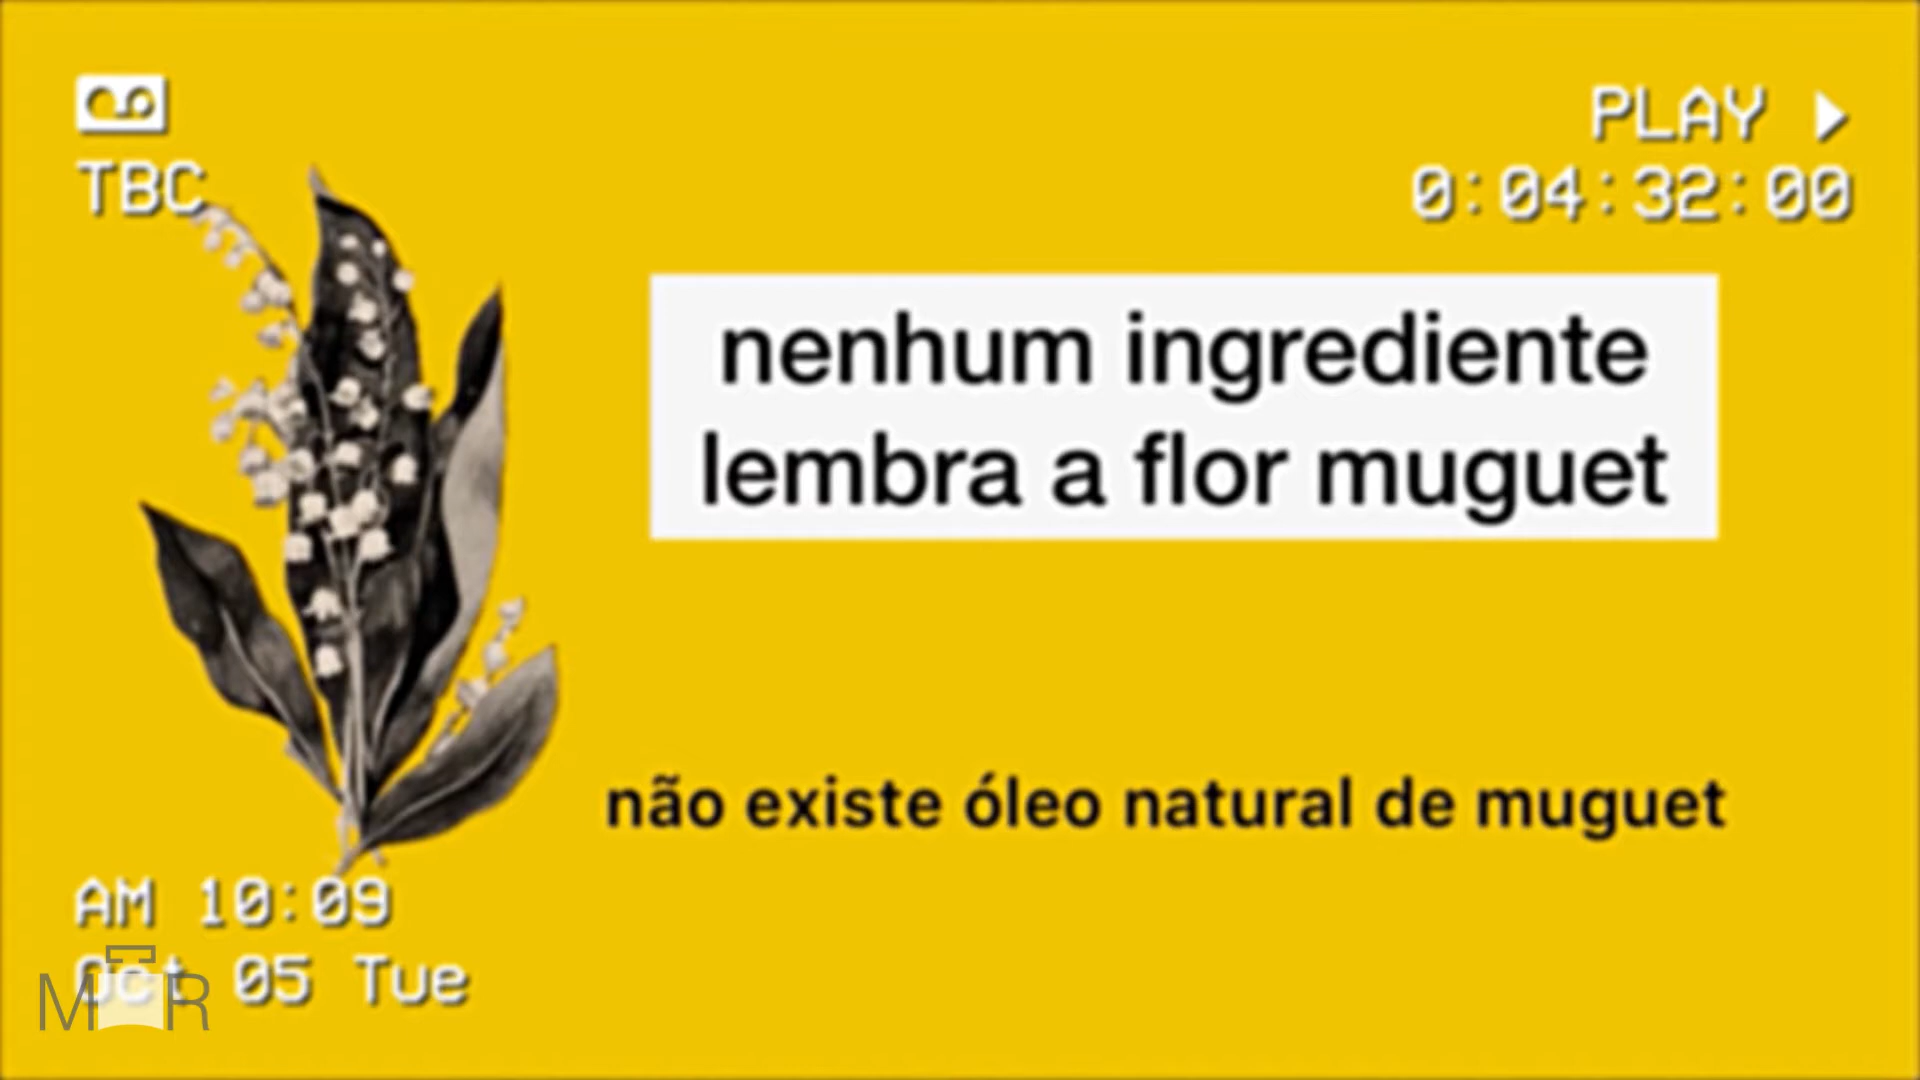 TBC
PLAY
0:04:32:00
nenhum ingrediente
lembra a flor muguet
não existe óleo natural de muguet
AM 10:09
Oct 05 Tue
M R